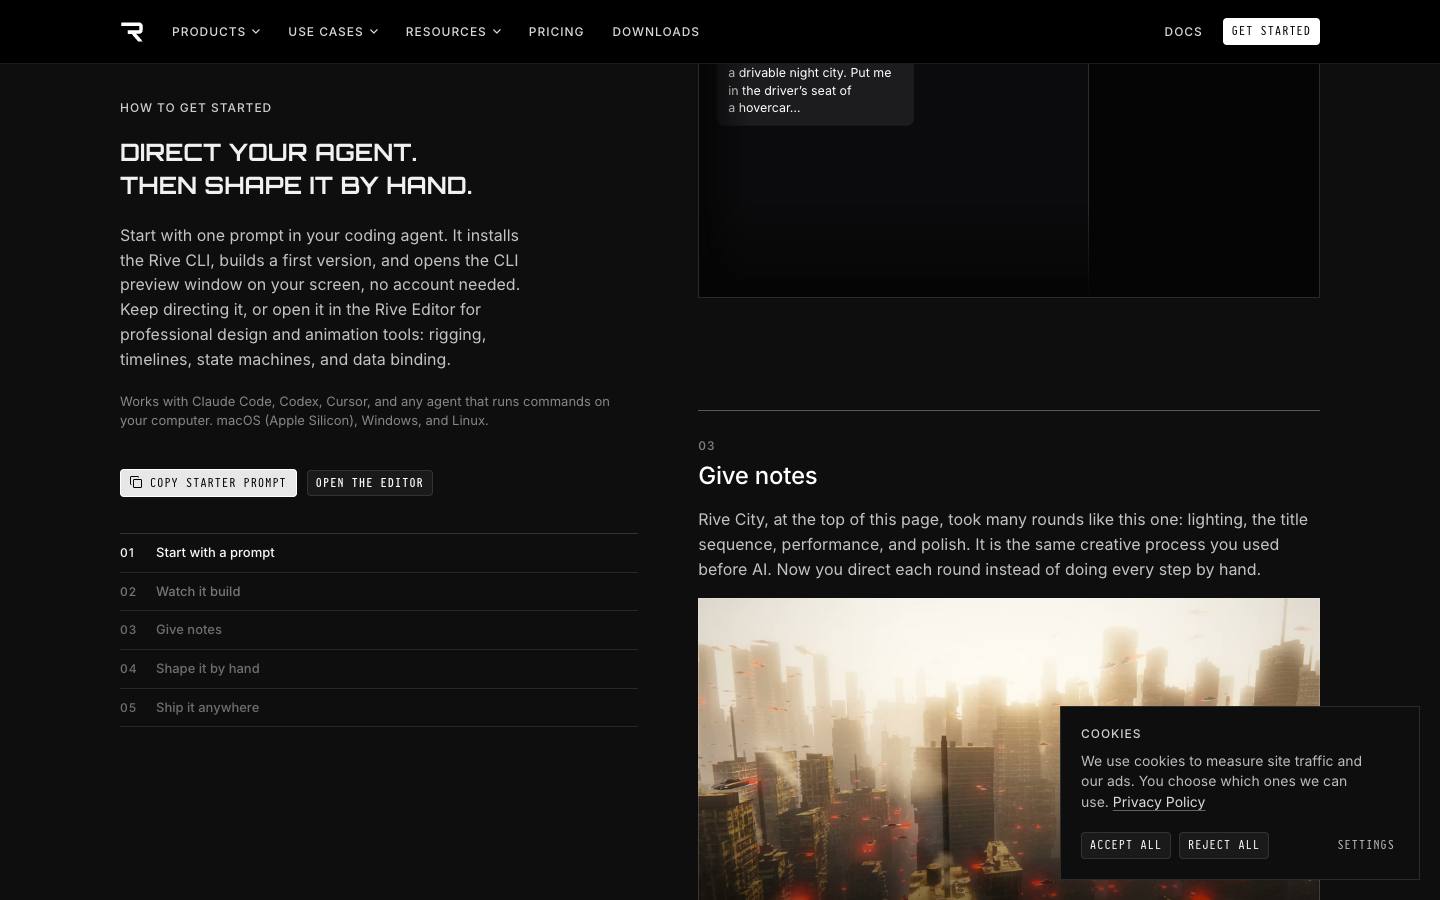 PRODUCTS
USE CASES
RESOURCES
PRICING
DOWNLOADS
DOCS
GET STARTED
HOW TO GET STARTED
DIRECT YOUR AGENT.
THEN SHAPE IT BY HAND.
Start with one prompt in your coding agent. It installs
the Rive CLI, builds a first version, and opens the CLI
preview window on your screen, no account needed.
Keep directing it, or open it in the Rive Editor for
professional design and animation tools: rigging,
timelines, state machines, and data binding.
Works with Claude Code, Codex, Cursor, and any agent that runs commands on
your computer. macOS (Apple Silicon), Windows, and Linux.
COPY STARTER PROMPT
OPEN THE EDITOR
01 Start with a prompt
02 Watch it build
03 Give notes
04 Shape it by hand
05 Ship it anywhere
a drivable night city. Put me
in the driver’s seat of
a hovercar...
03
Give notes
Rive City, at the top of this page, took many rounds like this one: lighting, the title
sequence, performance, and polish. It is the same creative process you used
before AI. Now you direct each round instead of doing every step by hand.
COOKIES
We use cookies to measure site traffic and
our ads. You choose which ones we can
use. Privacy Policy
ACCEPT ALL
REJECT ALL
SETTINGS